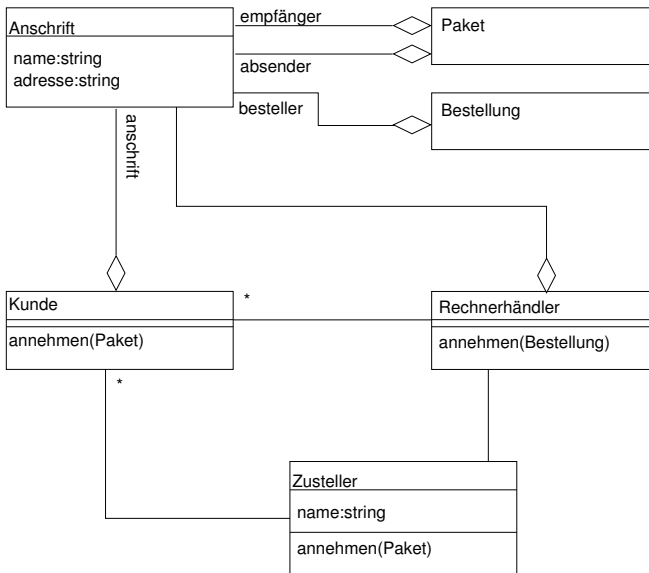 Anschrift
name:string
adresse:string
empfänger
absender
besteller
Paket
Bestellung
anschrift
Kunde
annehmen(Paket)
*
*
Rechnerhändler
annehmen(Bestellung)
Zusteller
name:string
annehmen(Paket)